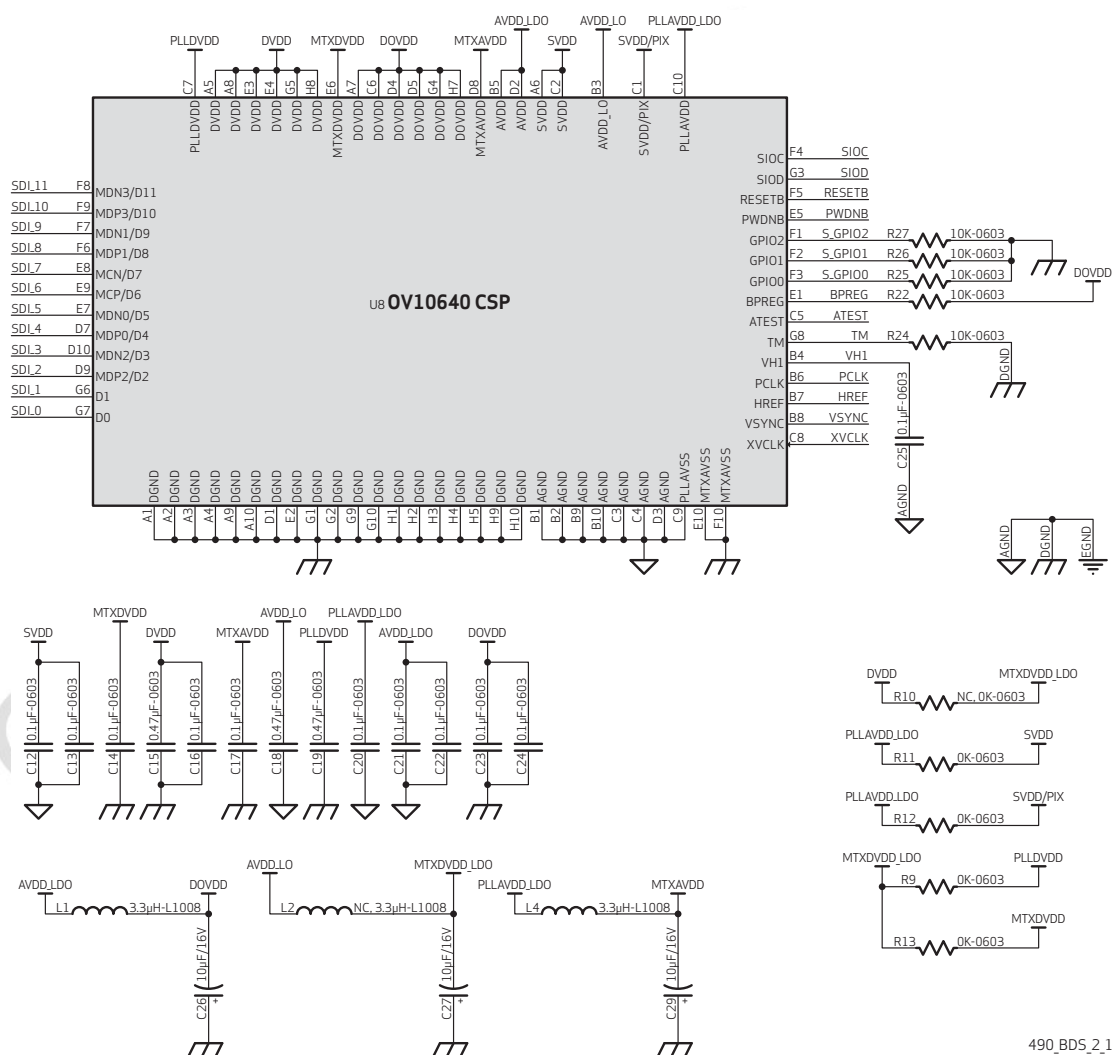 AVDD_LDO AVDD_LO PLLAVDD_LDO
PLLDVDD DVDD MTXDVDD DOVDD MTXAVDD SVDD SVDD/PIX
C7 A5 A8 E3 E4 G5 H8 E6 A7 C6 D4 D5 G4 H7 D8 B5 D2 A6 C2 B3 C1 C10
PLLDVDD DVDD DVDD DVDD DVDD DVDD DVDD MTXDVDD DOVDD DOVDD DOVDD DOVDD DOVDD DOVDD MTXAVDD AVDD AVDD SVDD SVDD AVDD_LO SVDD/PIX PLLAVDD
SDI_11 F8 MDN3/D11
SDI_10 F9 MDP3/D10
SDI_9 F7 MDN1/D9
SDI_8 F6 MDP1/D8
SDI_7 E8 MCN/D7
SDI_6 E9 MCP/D6
SDI_5 E7 MDN0/D5
SDI_4 D7 MDP0/D4
SDI_3 D10 MDN2/D3
SDI_2 D9 MDP2/D2
SDI_1 G6 D1
SDI_0 G7 D0
U8 OV10640 CSP
SIOC F4 SIOC
SIOD G3 SIOD
RESETB F5 RESETB
PWDNB E5 PWDNB
GPIO2 F1 S_GPIO2 R27 10K-0603
GPIO1 F2 S_GPIO1 R26 10K-0603
GPIO0 F3 S_GPIO0 R25 10K-0603
DOVDD
BPREG E1 BPREG R22 10K-0603
ATEST C5 ATEST
TM G8 TM R24 10K-0603
DGND
VH1 B4 VH1
PCLK B6 PCLK
HREF B7 HREF
VSYNC B8 VSYNC
XVCLK C8 XVCLK
C25 0.1µF-0603
AGND
DGND DGND DGND DGND DGND DGND DGND DGND DGND DGND DGND DGND DGND DGND DGND DGND DGND DGND DGND AGND AGND AGND AGND AGND AGND AGND PLLAVSS MTXAVSS MTXAVSS
A1 A2 A3 A4 A9 A10 D1 E2 G1 G2 G9 G10 H1 H2 H3 H4 H5 H9 H10 B1 B2 B9 B10 C3 C4 D3 C9 E10 F10
AGND DGND EGND
SVDD MTXDVDD DVDD MTXAVDD AVDD_LO PLLDVDD PLLAVDD_LDO AVDD_LDO DOVDD
C12 0.1µF-0603
C13 0.1µF-0603
C14 0.1µF-0603
C15 0.47µF-0603
C16 0.1µF-0603
C17 0.1µF-0603
C18 0.47µF-0603
C19 0.47µF-0603
C20 0.1µF-0603
C21 0.1µF-0603
C22 0.1µF-0603
C23 0.1µF-0603
C24 0.1µF-0603
DVDD MTXDVDD_LDO
R10 NC, 0K-0603
PLLAVDD_LDO SVDD
R11 0K-0603
PLLAVDD_LDO SVDD/PIX
R12 0K-0603
MTXDVDD_LDO PLLDVDD
R9 0K-0603
MTXDVDD
R13 0K-0603
AVDD_LDO DOVDD
L1 3.3µH-L1008
C26 10µF/16V +
AVDD_LO MTXDVDD_LDO
L2 NC, 3.3µH-L1008
C27 10µF/16V +
PLLAVDD_LDO MTXAVDD
L4 3.3µH-L1008
C29 10µF/16V +
490_BDS_2_1